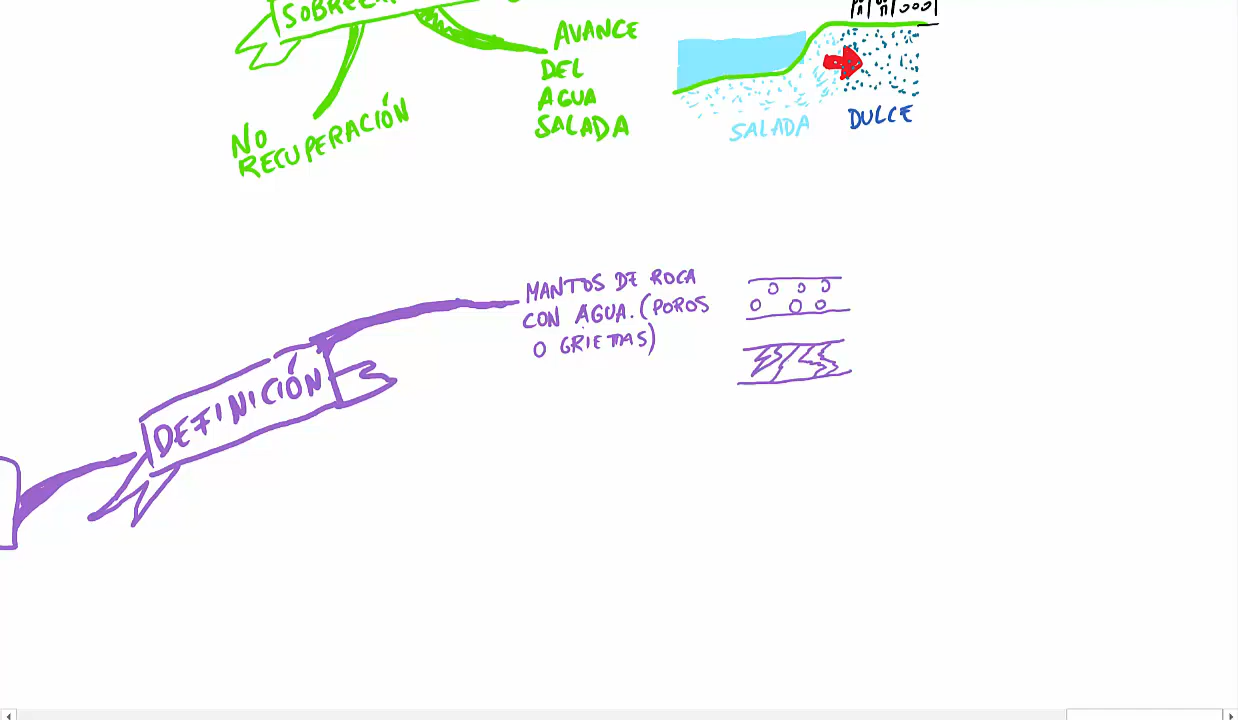 AVANCE
DEL
AGUA
SALADA
NO
RECUPERACIÓN
SALADA
DULCE
MANTOS DE ROCA
CON AGUA. (POROS
O GRIETAS)
DEFINICIÓN